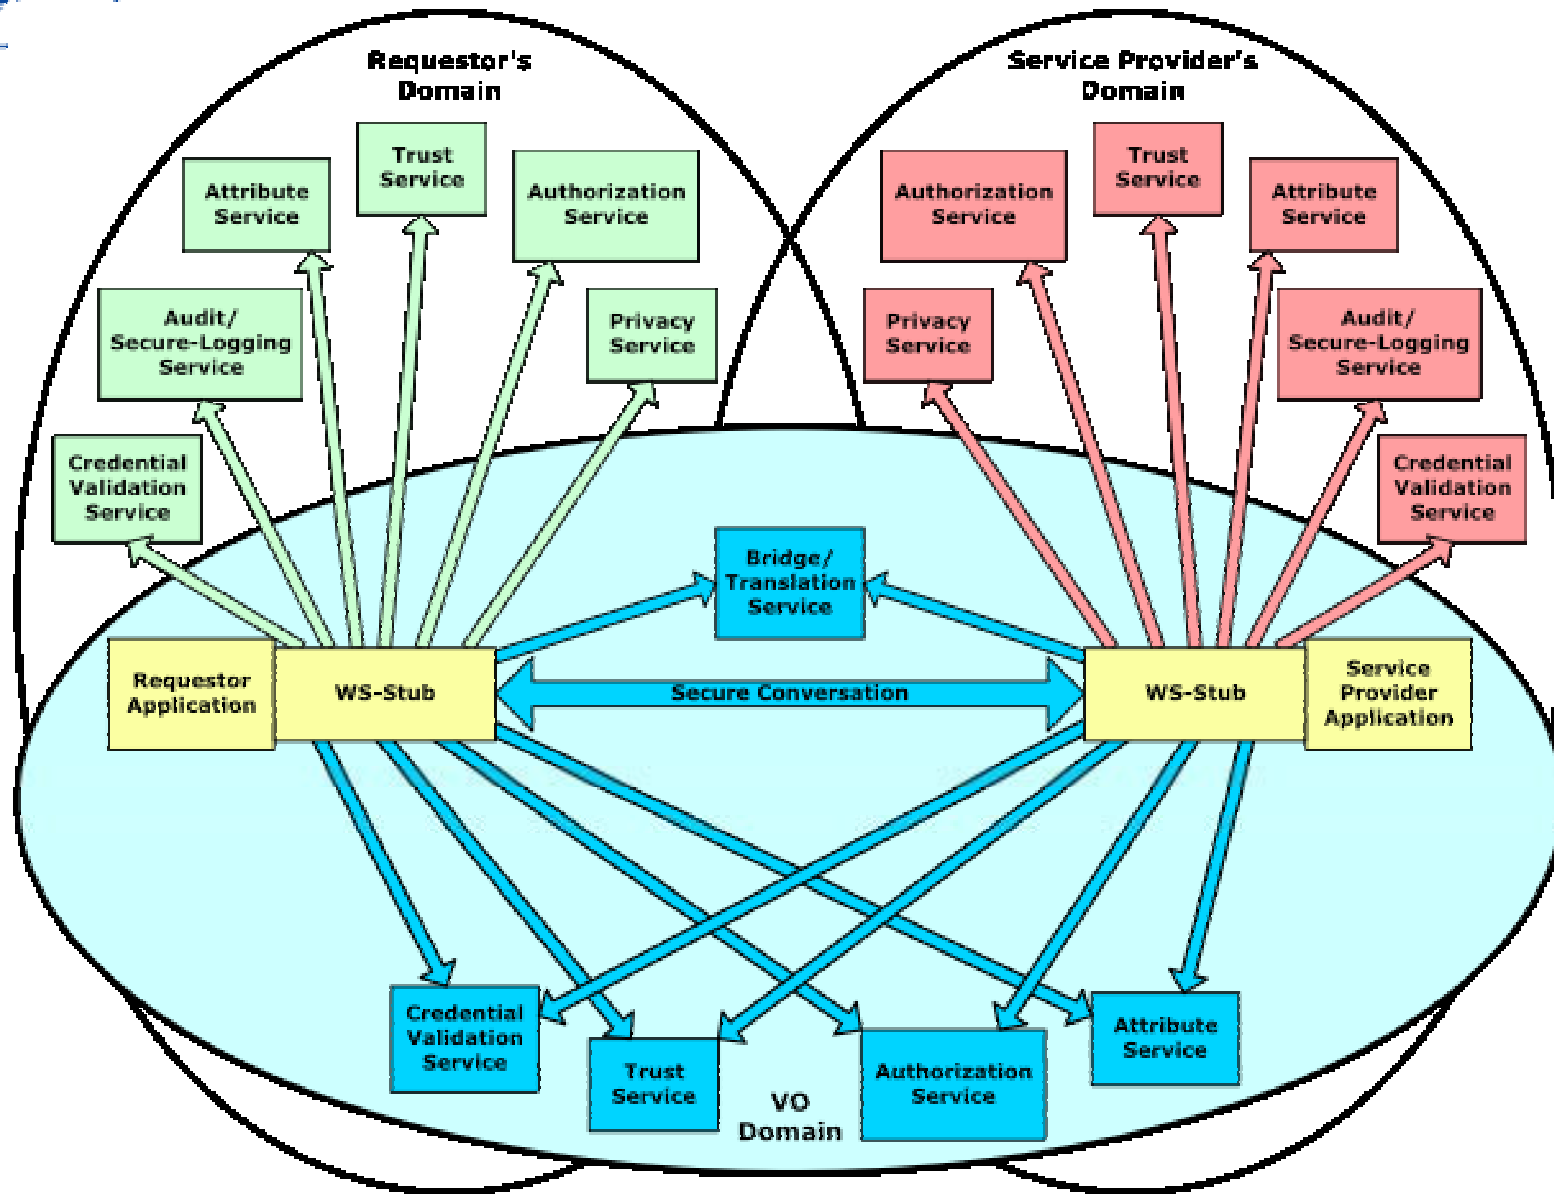 Requestor's
Domain
Service Provider's
Domain
Attribute
Service
Trust
Service
Authorization
Service
Audit/
Secure-Logging
Service
Privacy
Service
Credential
Validation
Service
Authorization
Service
Trust
Service
Attribute
Service
Privacy
Service
Audit/
Secure-Logging
Service
Credential
Validation
Service
Bridge/
Translation
Service
Requestor
Application
WS-Stub
Secure Conversation
WS-Stub
Service
Provider
Application
Credential
Validation
Service
Trust
Service
VO
Domain
Authorization
Service
Attribute
Service